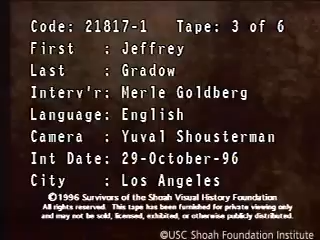 Code: 21817-1 Tape: 3 of 6
First : Jeffrey
Last : Gradow
Interv'r: Merle Goldberg
Language: English
Camera : Yuval Shousterman
Int Date: 29-October-96
City : Los Angeles
©1996 Survivors of the Shoah Visual History Foundation
All rights reserved. This tape has been furnished for private viewing only
and may not be sold, licensed, exhibited, or otherwise publicly distributed.
©USC Shoah Foundation Institute